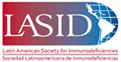 LASID
Latin American Society for Immunodeficiencies
Sociedad Latinoamericana de Inmunodeficiencias